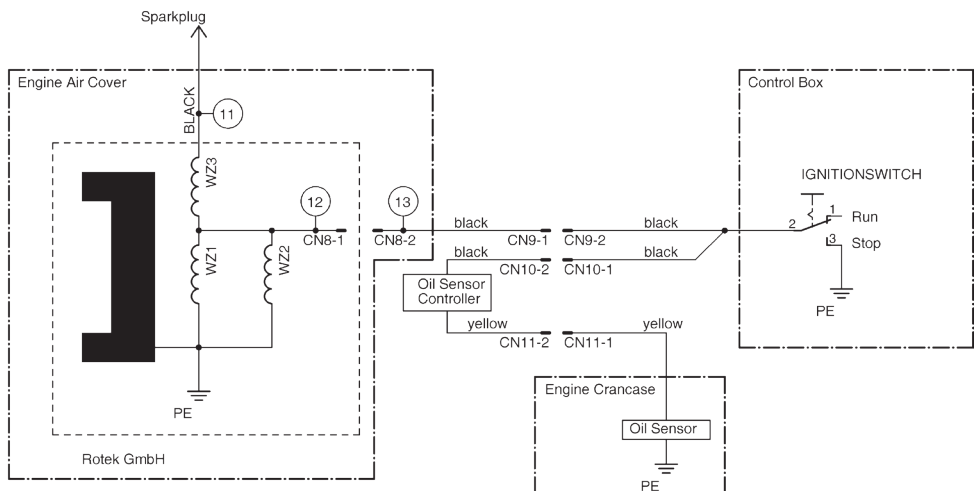 Sparkplug
Engine Air Cover
Control Box
BLACK
11
WZ3
IGNITIONSWITCH
12
13
1
Run
2
black
black
CN8-1
CN8-2
CN9-1
CN9-2
3
Stop
WZ1
WZ2
black
CN10-2
CN10-1
Oil Sensor
Controller
PE
yellow
yellow
CN11-2
CN11-1
Engine Crancase
PE
Oil Sensor
Rotek GmbH
PE